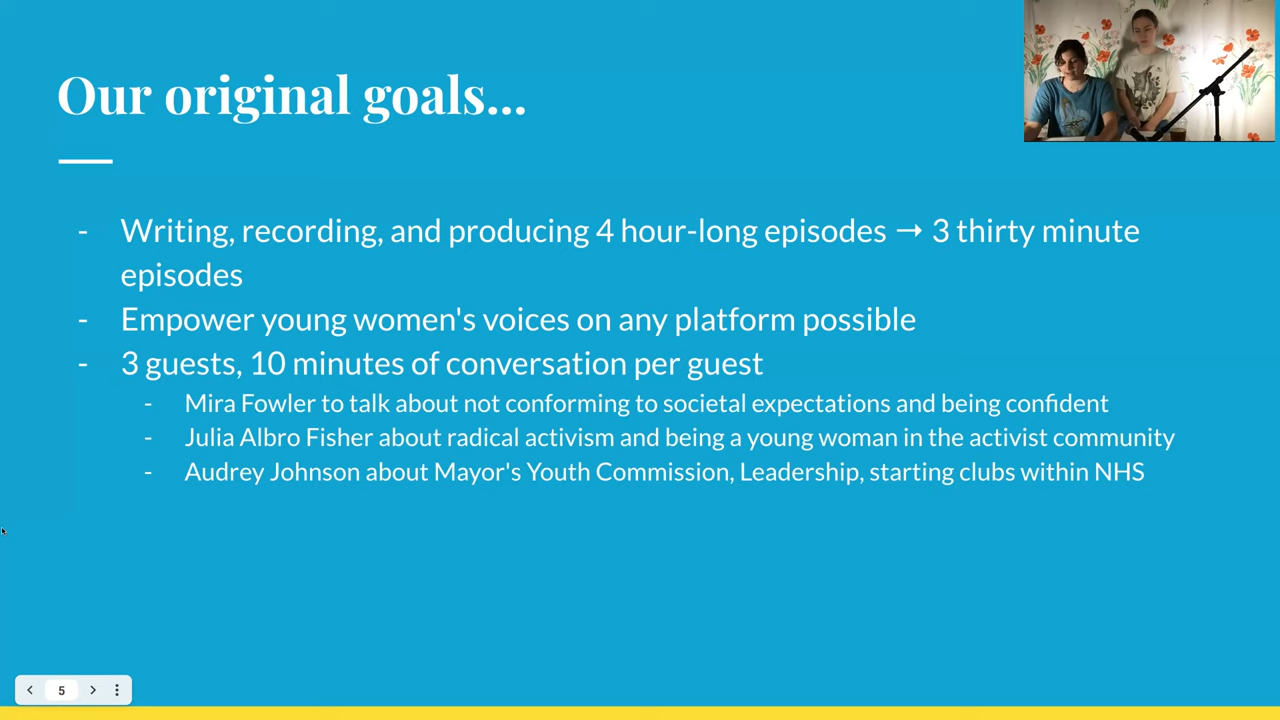 Our original goals...
- Writing, recording, and producing 4 hour-long episodes → 3 thirty minute
episodes
- Empower young women's voices on any platform possible
- 3 guests, 10 minutes of conversation per guest
- Mira Fowler to talk about not conforming to societal expectations and being confident
- Julia Albro Fisher about radical activism and being a young woman in the activist community
- Audrey Johnson about Mayor's Youth Commission, Leadership, starting clubs within NHS
5